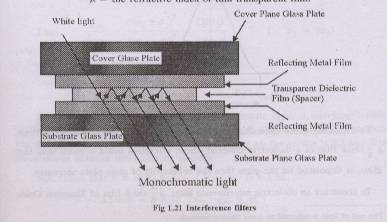 μ = the refractive index of thin transparent film
White light
Cover Plane Glass Plate
Cover Glase Plate
Reflecting Metal Film
Transparent Dielectric
Film (Spacer)
Reflecting Metal Film
Substrate Glass Plate
Substrate Plane Glass Plate
Monochromatic light
Fig 1.21 Interference filters